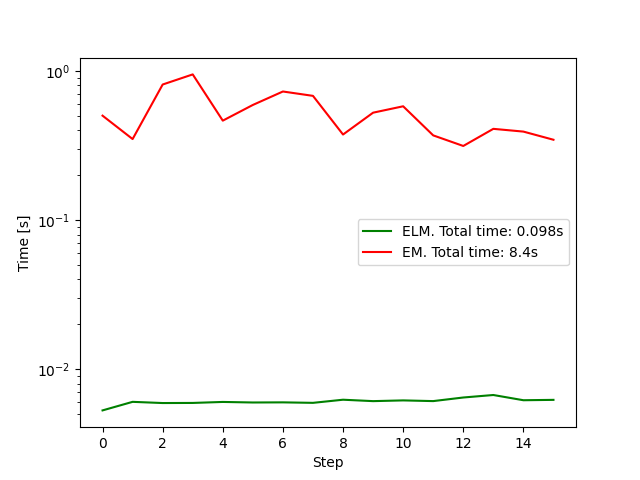 Time [s]
10⁰
10⁻¹
10⁻²
ELM. Total time: 0.098s
EM. Total time: 8.4s
0 2 4 6 8 10 12 14
Step